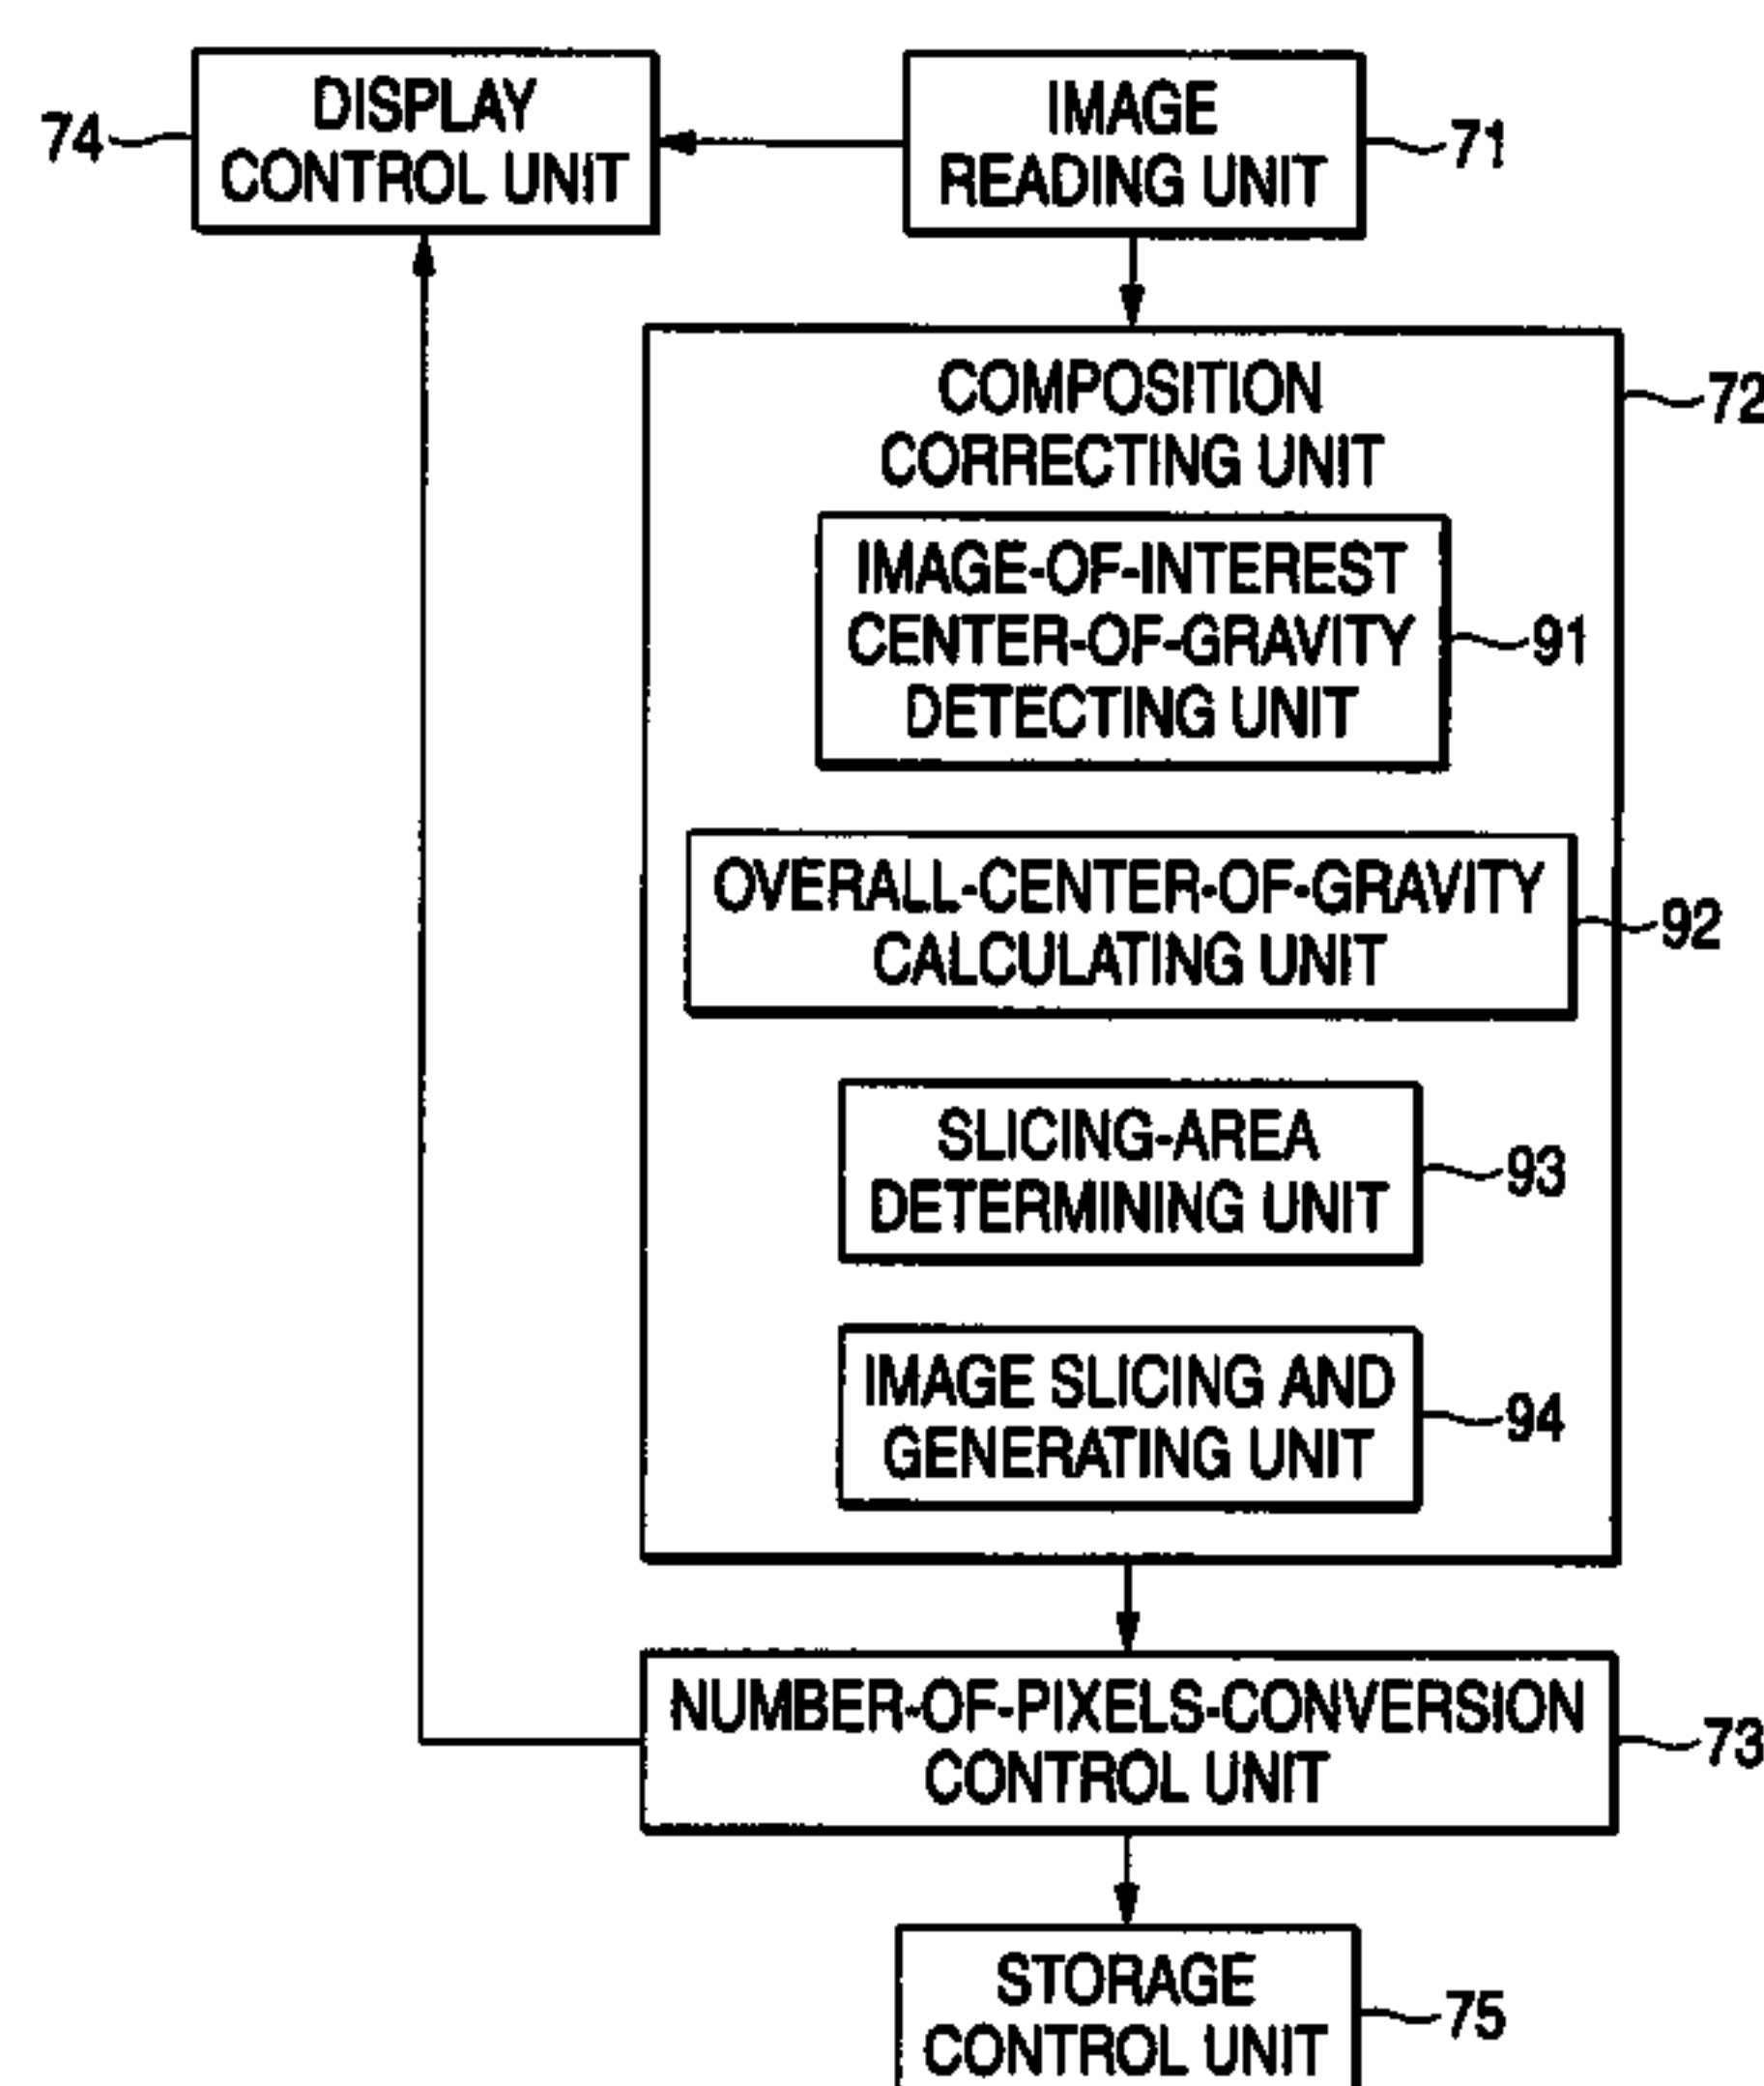 DISPLAY
CONTROL UNIT
74
IMAGE
READING UNIT
71
COMPOSITION
CORRECTING UNIT
72
IMAGE-OF-INTEREST
CENTER-OF-GRAVITY
DETECTING UNIT
91
OVERALL-CENTER-OF-GRAVITY
CALCULATING UNIT
92
SLICING-AREA
DETERMINING UNIT
93
IMAGE SLICING AND
GENERATING UNIT
94
NUMBER-OF-PIXELS-CONVERSION
CONTROL UNIT
73
STORAGE
CONTROL UNIT
75